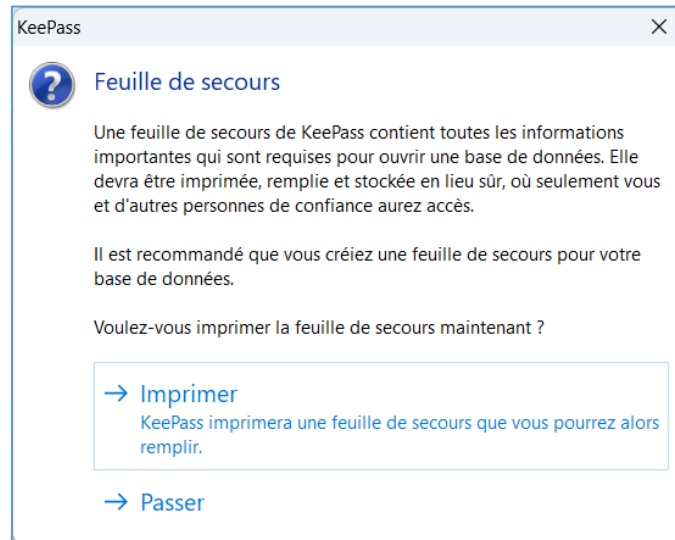 KeePass
Feuille de secours
Une feuille de secours de KeePass contient toutes les informations
importantes qui sont requises pour ouvrir une base de données. Elle
devra être imprimée, remplie et stockée en lieu sûr, où seulement vous
et d'autres personnes de confiance aurez accès.
Il est recommandé que vous créiez une feuille de secours pour votre
base de données.
Voulez-vous imprimer la feuille de secours maintenant ?
Imprimer
KeePass imprimera une feuille de secours que vous pourrez alors
remplir.
Passer